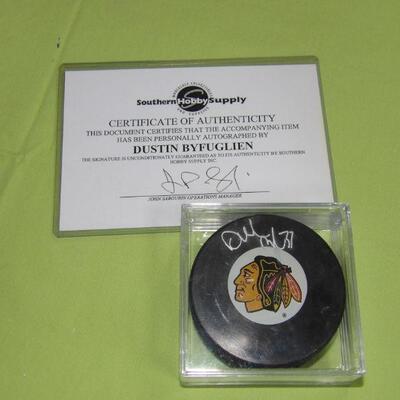 Southern Hobby Supply
CERTIFICATE OF AUTHENTICITY
THIS DOCUMENT CERTIFIES THAT THE ACCOMPANYING ITEM
HAS BEEN PERSONALLY AUTOGRAPHED BY
DUSTIN BYFUGLIEN
THE SIGNATURE IS UNCONDITIONALLY GUARANTEED AS TO ITS AUTHENTICITY BY SOUTHERN
HOBBY SUPPLY INC.
JOHN SABOURIN OPERATIONS MANAGER